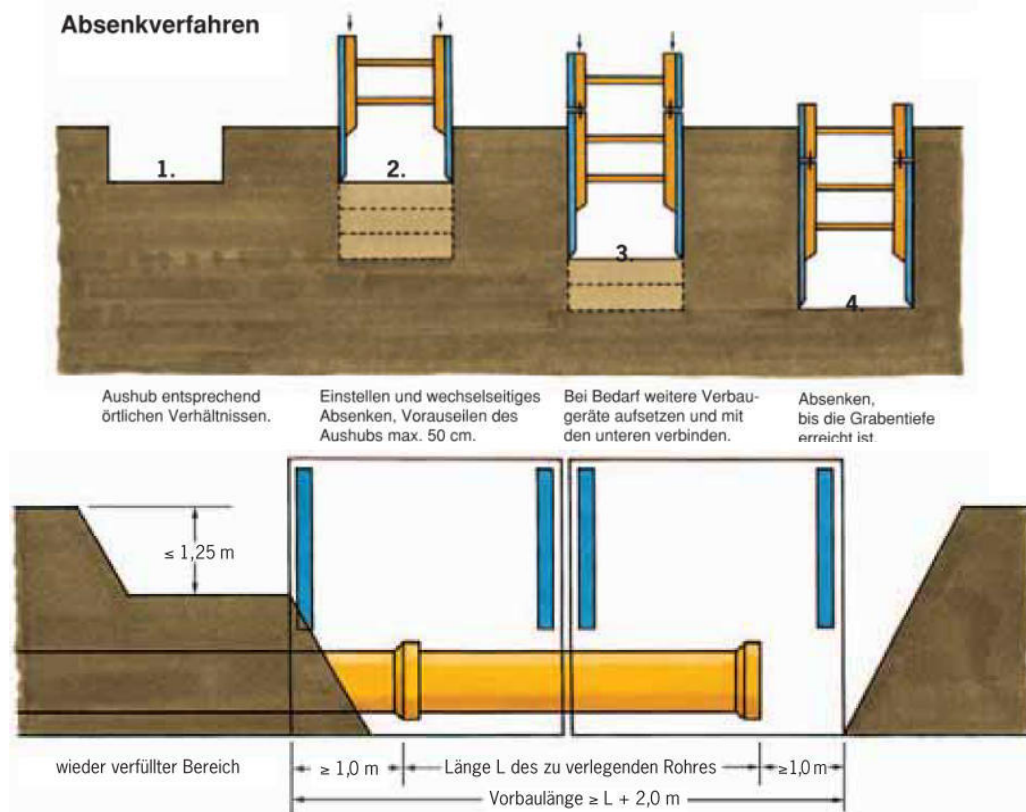 Absenkverfahren
1.
2.
3.
4.
Aushub entsprechend
örtlichen Verhältnissen.
Einstellen und wechselseitiges
Absenken, Vorauseilen des
Aushubs max. 50 cm.
Bei Bedarf weitere Verbau-
geräte aufsetzen und mit
den unteren verbinden.
Absenken,
bis die Grabentiefe
erreicht ist.
≤ 1,25 m
wieder verfüllter Bereich
≥ 1,0 m
Länge L des zu verlegenden Rohres
≥1,0 m
Vorbaulänge ≥ L + 2,0 m